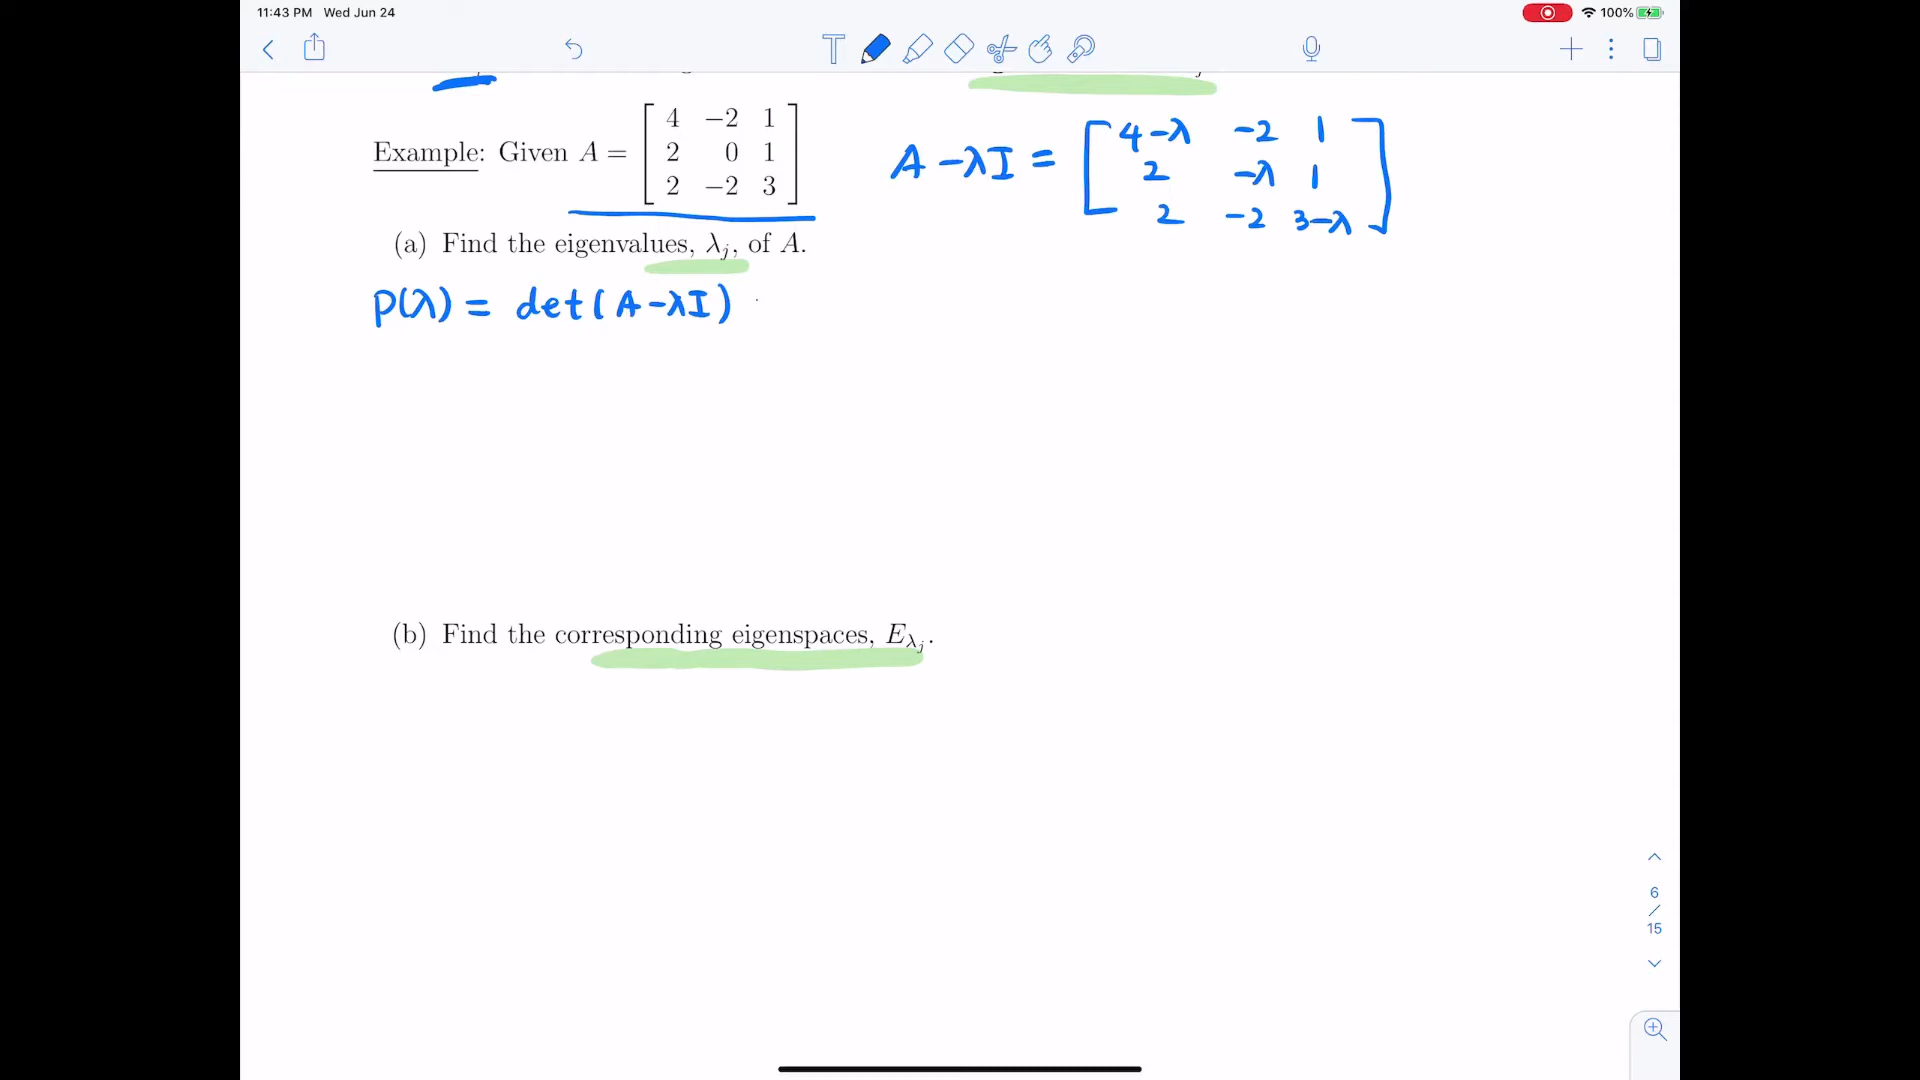 11:43 PM Wed Jun 24 100%
Example: Given A = [ 4 −2 1
2 0 1
2 −2 3 ]
A − λI = [ 4−λ −2 1
2 −λ 1
2 −2 3−λ ]
(a) Find the eigenvalues, λⱼ, of A.
P(λ) = det(A − λI)
(b) Find the corresponding eigenspaces, E_λⱼ.
6
/
15